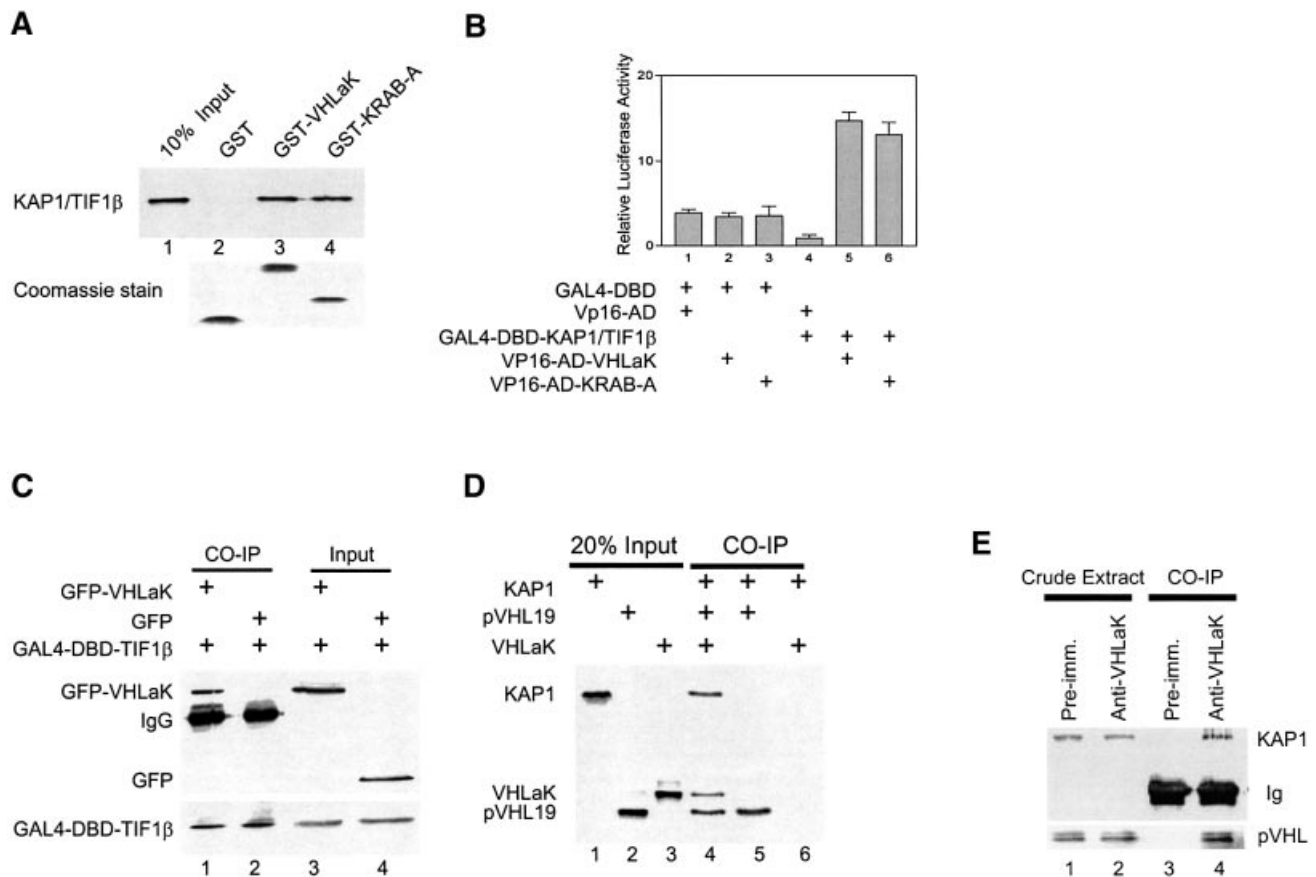 A
10% Input
GST
GST-VHLaK
GST-KRAB-A
KAP1/TIF1β
1 2 3 4
Coomassie stain
B
Relative Luciferase Activity
20
10
0
1 2 3 4 5 6
GAL4-DBD + + +
Vp16-AD + +
GAL4-DBD-KAP1/TIF1β + + +
VP16-AD-VHLaK + +
VP16-AD-KRAB-A + +
C
CO-IP Input
GFP-VHLaK + +
GFP + +
GAL4-DBD-TIF1β + + + +
GFP-VHLaK
IgG
GFP
GAL4-DBD-TIF1β
1 2 3 4
D
20% Input CO-IP
KAP1 + + + +
pVHL19 + + +
VHLaK + + +
KAP1
VHLaK
pVHL19
1 2 3 4 5 6
E
Crude Extract CO-IP
Pre-imm.
Anti-VHLaK
Pre-imm.
Anti-VHLaK
KAP1
Ig
pVHL
1 2 3 4